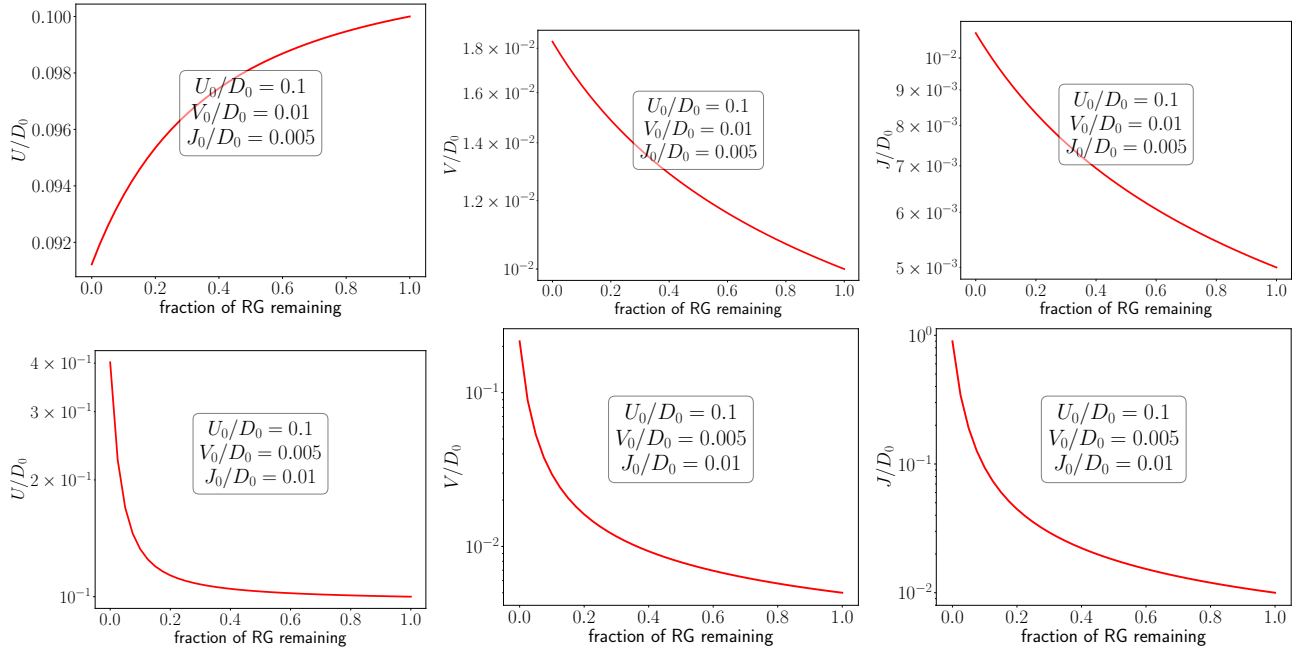 U/D₀
0.100
0.098
0.096
0.094
0.092
U₀/D₀ = 0.1
V₀/D₀ = 0.01
J₀/D₀ = 0.005
0.0 0.2 0.4 0.6 0.8 1.0
fraction of RG remaining
V/D₀
1.8 × 10⁻²
1.6 × 10⁻²
1.4 × 10⁻²
1.2 × 10⁻²
10⁻²
U₀/D₀ = 0.1
V₀/D₀ = 0.01
J₀/D₀ = 0.005
0.0 0.2 0.4 0.6 0.8 1.0
fraction of RG remaining
J/D₀
10⁻²
9 × 10⁻³
8 × 10⁻³
7 × 10⁻³
6 × 10⁻³
5 × 10⁻³
U₀/D₀ = 0.1
V₀/D₀ = 0.01
J₀/D₀ = 0.005
0.0 0.2 0.4 0.6 0.8 1.0
fraction of RG remaining
U/D₀
4 × 10⁻¹
3 × 10⁻¹
2 × 10⁻¹
10⁻¹
U₀/D₀ = 0.1
V₀/D₀ = 0.005
J₀/D₀ = 0.01
0.0 0.2 0.4 0.6 0.8 1.0
fraction of RG remaining
V/D₀
10⁻¹
10⁻²
U₀/D₀ = 0.1
V₀/D₀ = 0.005
J₀/D₀ = 0.01
0.0 0.2 0.4 0.6 0.8 1.0
fraction of RG remaining
J/D₀
10⁰
10⁻¹
10⁻²
U₀/D₀ = 0.1
V₀/D₀ = 0.005
J₀/D₀ = 0.01
0.0 0.2 0.4 0.6 0.8 1.0
fraction of RG remaining